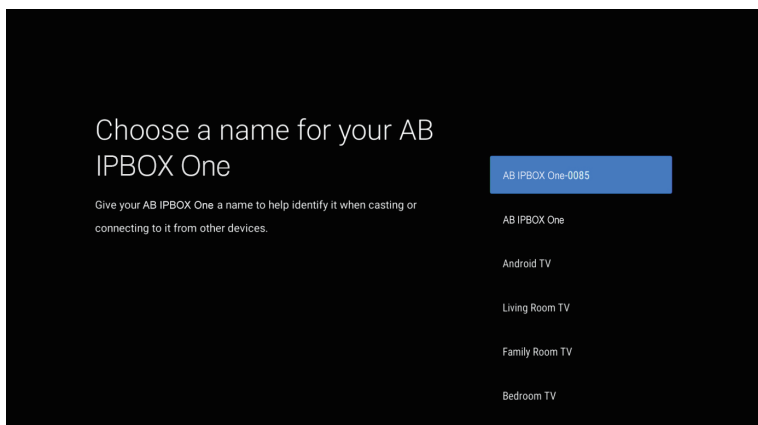 Choose a name for your AB
IPBOX One
Give your AB IPBOX One a name to help identify it when casting or
connecting to it from other devices.
AB IPBOX One-0085
AB IPBOX One
Android TV
Living Room TV
Family Room TV
Bedroom TV